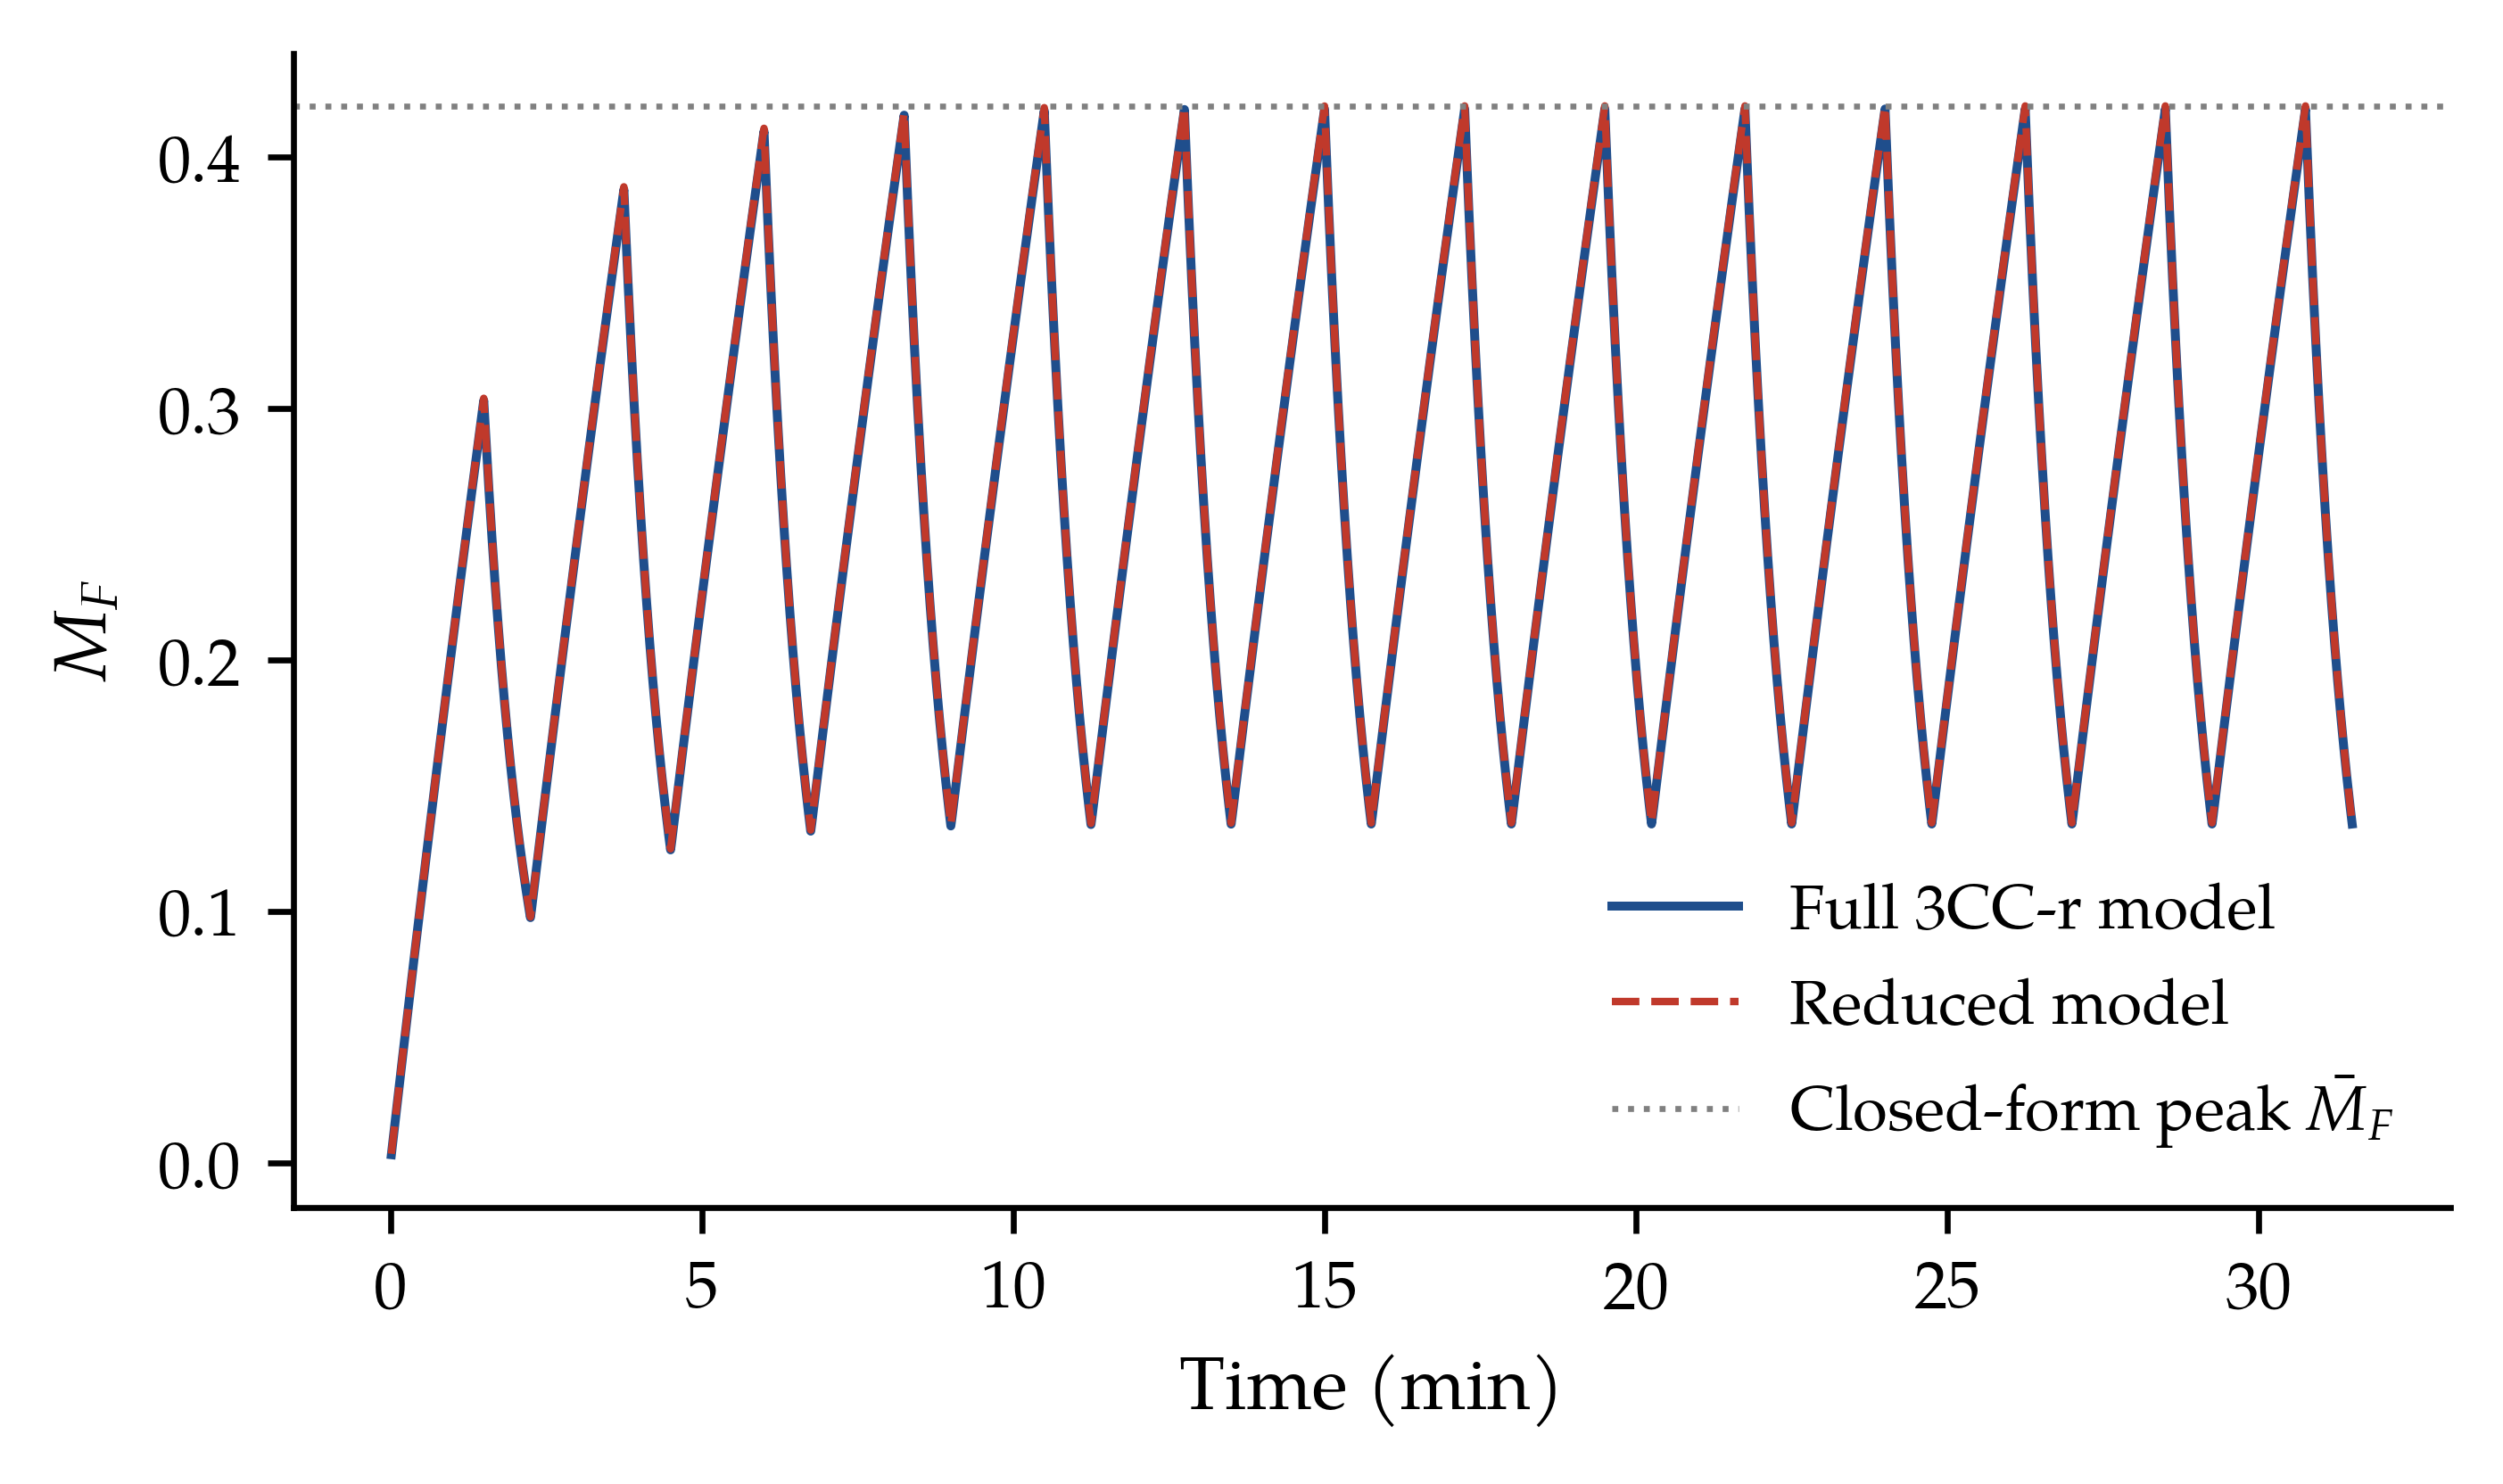 M_F
0.4
0.3
0.2
0.1
0.0
0 5 10 15 20 25 30
Time (min)
Full 3CC-r model
Reduced model
Closed-form peak M̄_F